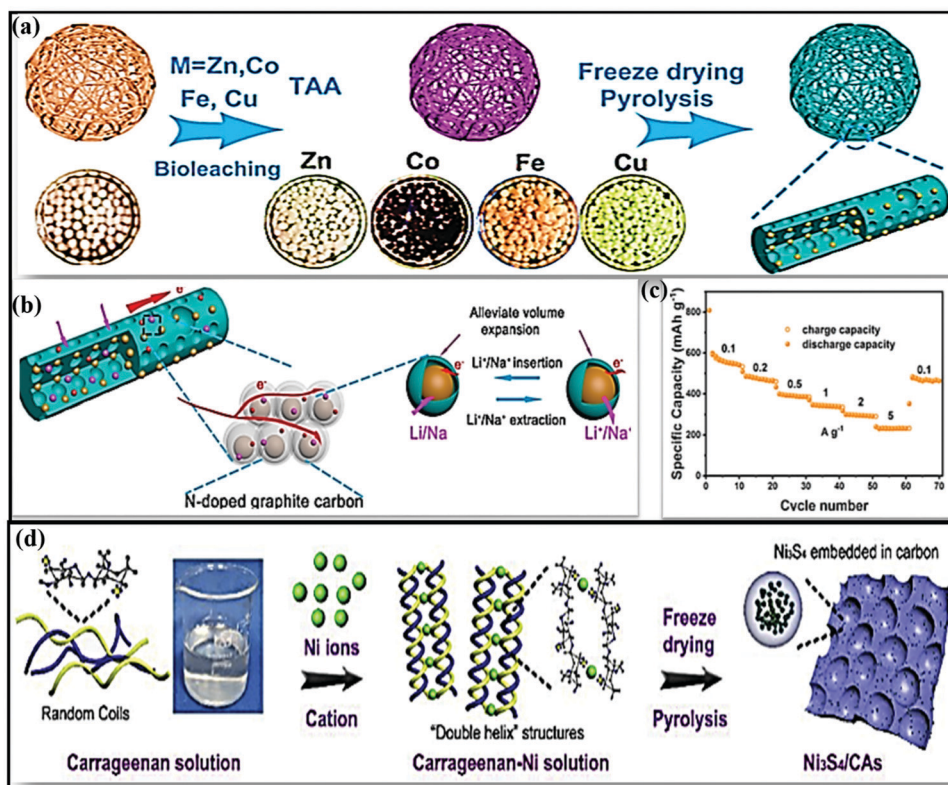 (a)
M=Zn,Co
Fe, Cu
TAA
Bioleaching
Freeze drying
Pyrolysis
Zn Co Fe Cu
(b)
e-
Alleviate volume
expansion
Li⁺/Na⁺ insertion
Li⁺/Na⁺ extraction
e-
e-
e-
Li/Na
Li⁺/Na⁺
N-doped graphite carbon
(c)
Specific Capacity (mAh g⁻¹)
800
600
400
200
0
charge capacity
discharge capacity
0.1
0.2
0.5
1
2
5
0.1
A g⁻¹
0 10 20 30 40 50 60 70
Cycle number
(d)
Random Coils
Carrageenan solution
Ni ions
Cation
"Double helix" structures
Carrageenan-Ni solution
Freeze
drying
Pyrolysis
Ni₃S₄ embedded in carbon
Ni₃S₄/CAs